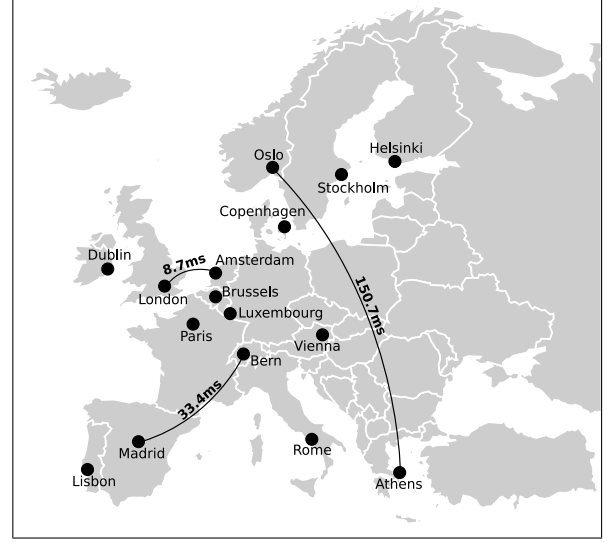 Helsinki
Oslo
Stockholm
Copenhagen
Dublin
8.7ms
Amsterdam
London
Brussels
Luxembourg
150.7ms
Paris
Vienna
Bern
33.4ms
Madrid
Rome
Lisbon
Athens